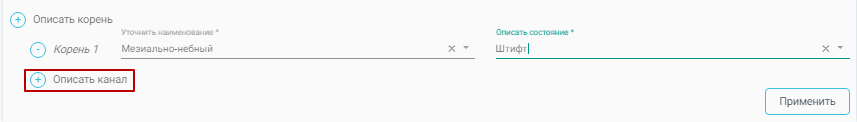 Описать корень
Уточнить наименование *
Описать состояние *
Корень 1
Мезиально-небный
Штифт
Описать канал
Применить